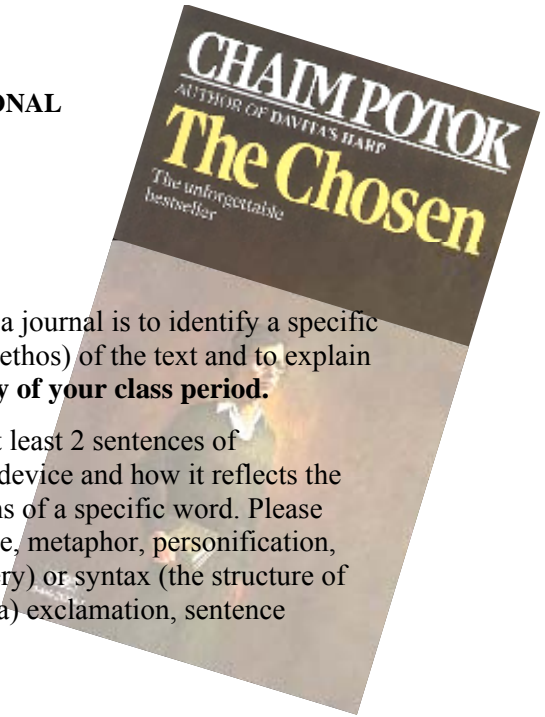 ONAL
CHAIM POTOK
AUTHOR OF DAVITA'S HARP
The Chosen
The unforgettable
bestseller
a journal is to identify a specific
ethos) of the text and to explain
y of your class period.
t least 2 sentences of
device and how it reflects the
ns of a specific word. Please
e, metaphor, personification,
ery) or syntax (the structure of
a) exclamation, sentence